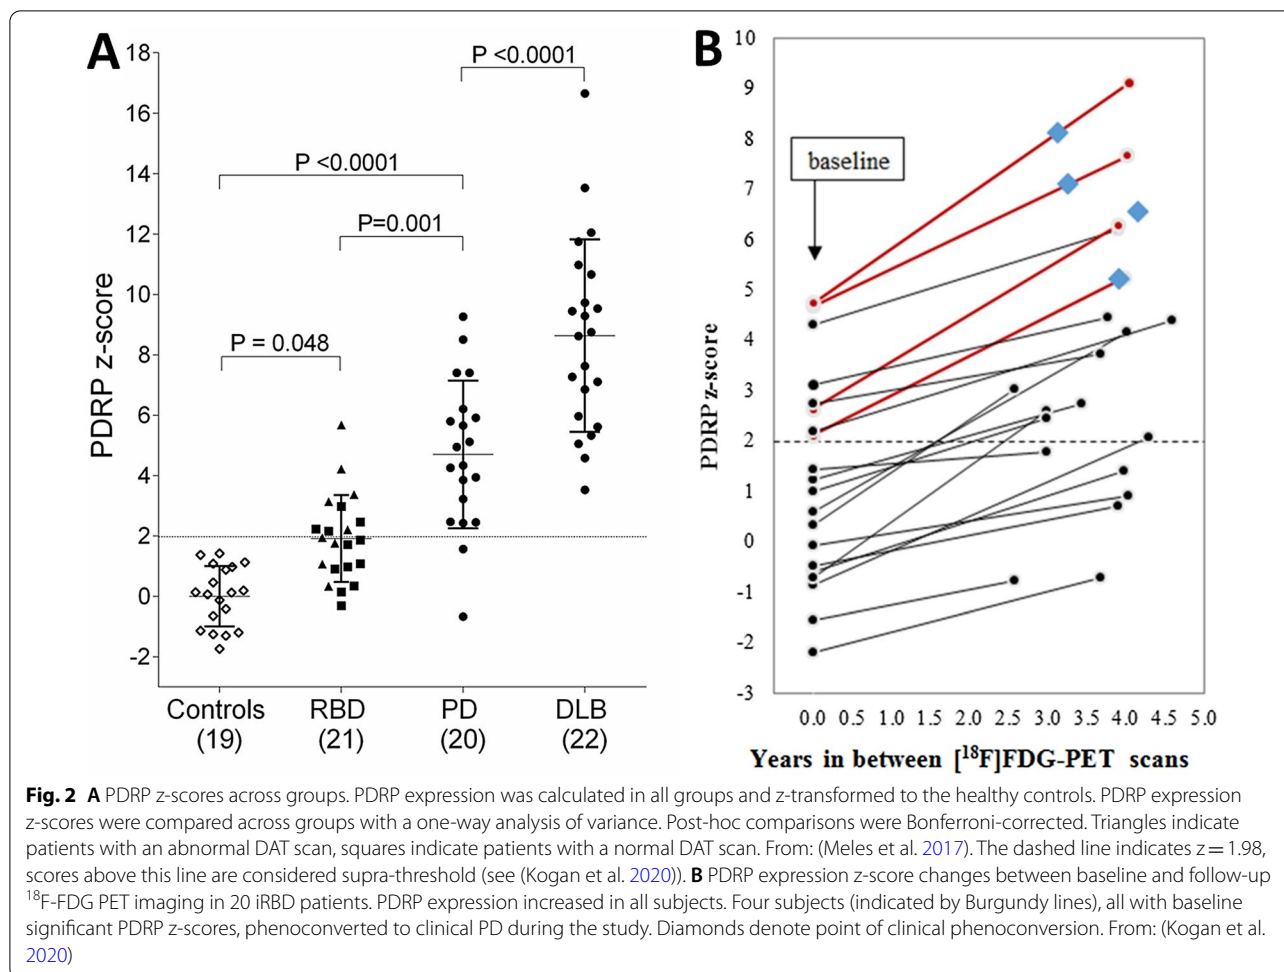 A
PDRP z-score
18
16
14
12
10
8
6
4
2
0
-2
P <0.0001
P <0.0001
P=0.001
P = 0.048
Controls RBD PD DLB
(19) (21) (20) (22)
B
PDRP z-score
10
9
8
7
6
5
4
3
2
1
0
-1
-2
-3
baseline
0.0 0.5 1.0 1.5 2.0 2.5 3.0 3.5 4.0 4.5 5.0
Years in between [¹⁸F]FDG-PET scans
Fig. 2 A PDRP z-scores across groups. PDRP expression was calculated in all groups and z-transformed to the healthy controls. PDRP expression
z-scores were compared across groups with a one-way analysis of variance. Post-hoc comparisons were Bonferroni-corrected. Triangles indicate
patients with an abnormal DAT scan, squares indicate patients with a normal DAT scan. From: (Meles et al. 2017). The dashed line indicates z = 1.98,
scores above this line are considered supra-threshold (see (Kogan et al. 2020)). B PDRP expression z-score changes between baseline and follow-up
¹⁸F-FDG PET imaging in 20 iRBD patients. PDRP expression increased in all subjects. Four subjects (indicated by Burgundy lines), all with baseline
significant PDRP z-scores, phenoconverted to clinical PD during the study. Diamonds denote point of clinical phenoconversion. From: (Kogan et al.
2020)